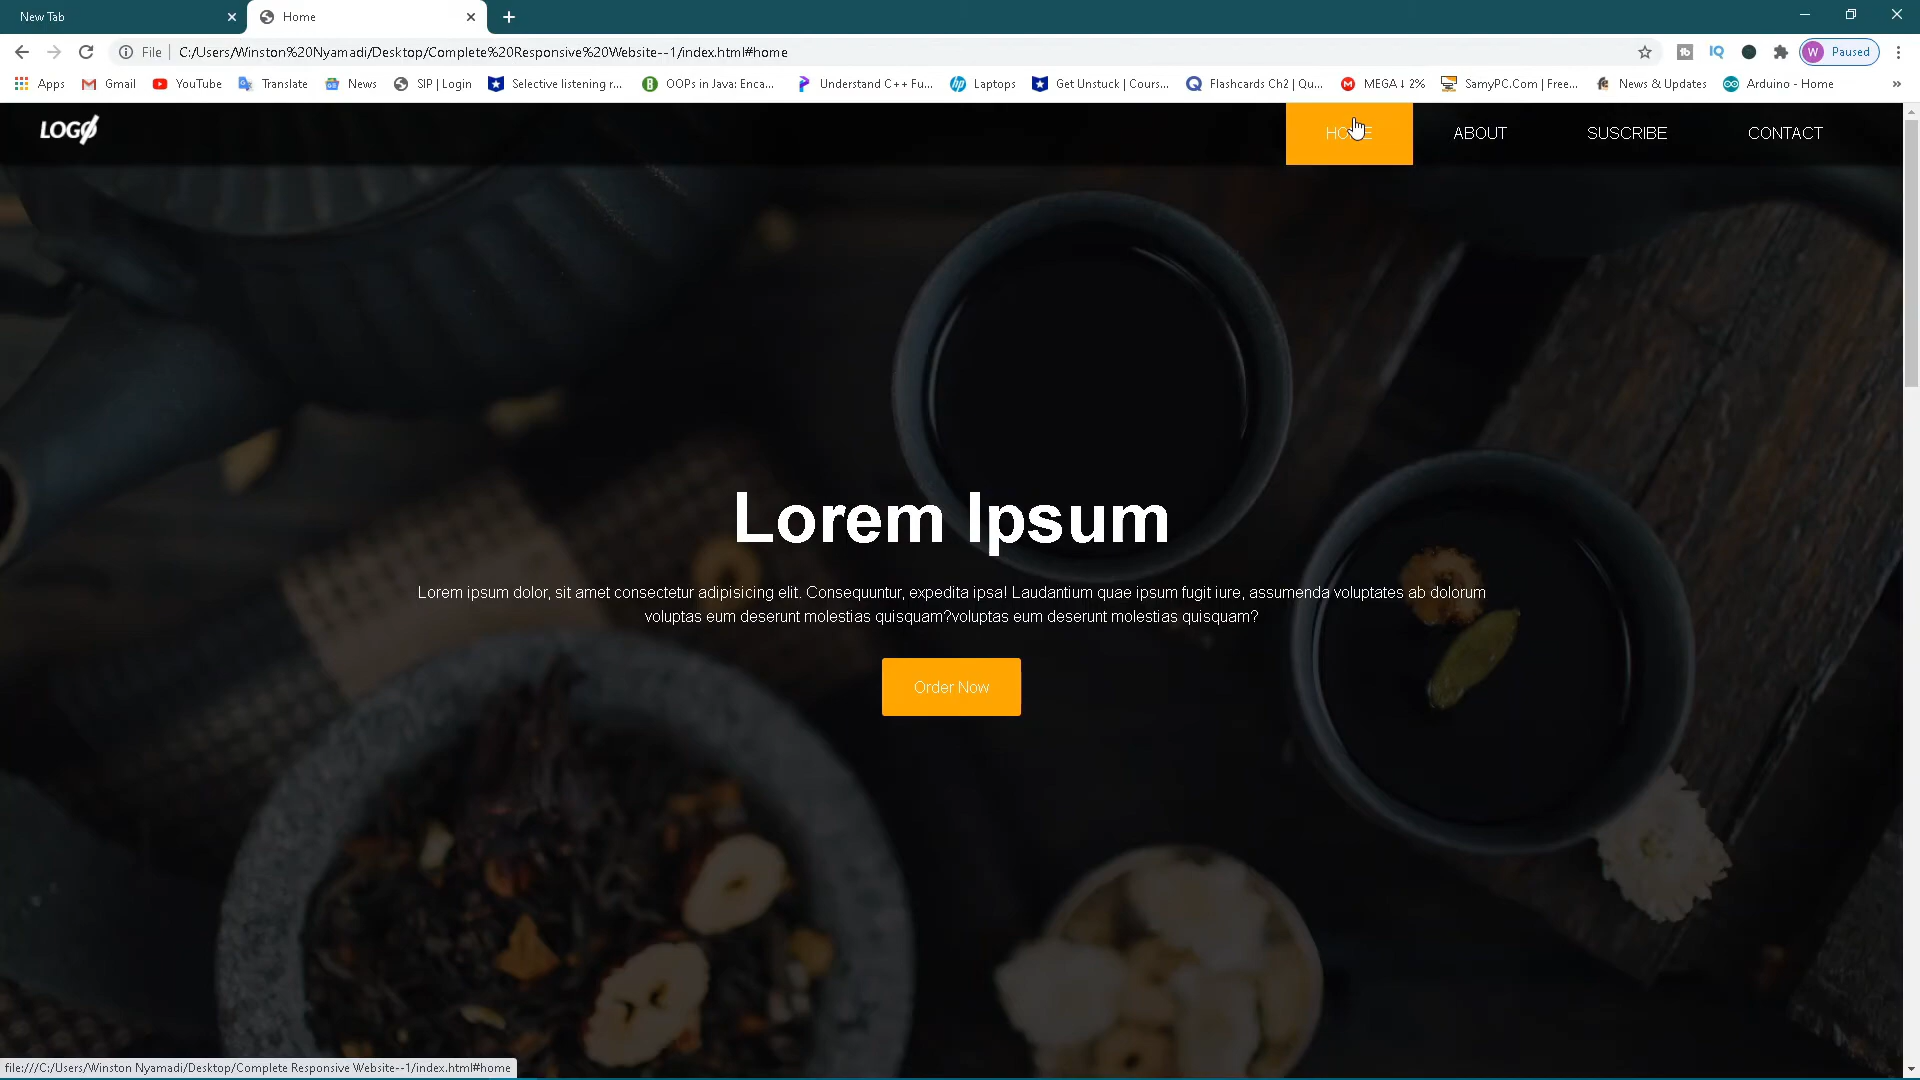 New Tab
Home
File
C:/Users/Winston%20Nyamadi/Desktop/Complete%20Responsive%20Website--1/index.html#home
Paused
W
Apps
Gmail
YouTube
Translate
News
SIP | Login
Selective listening r...
OOPs in Java: Enca...
Understand C++ Fu...
Laptops
Get Unstuck | Cours...
Flashcards Ch2 | Qu...
MEGA ↓ 2%
SamyPC.Com | Free...
News & Updates
Arduino - Home
LOGO
HOME
ABOUT
SUSCRIBE
CONTACT
Lorem Ipsum
Lorem ipsum dolor, sit amet consectetur adipisicing elit. Consequuntur, expedita ipsa! Laudantium quae ipsum fugit iure, assumenda voluptates ab dolorum
voluptas eum deserunt molestias quisquam?voluptas eum deserunt molestias quisquam?
Order Now
file:///C:/Users/Winston Nyamadi/Desktop/Complete Responsive Website--1/index.html#home